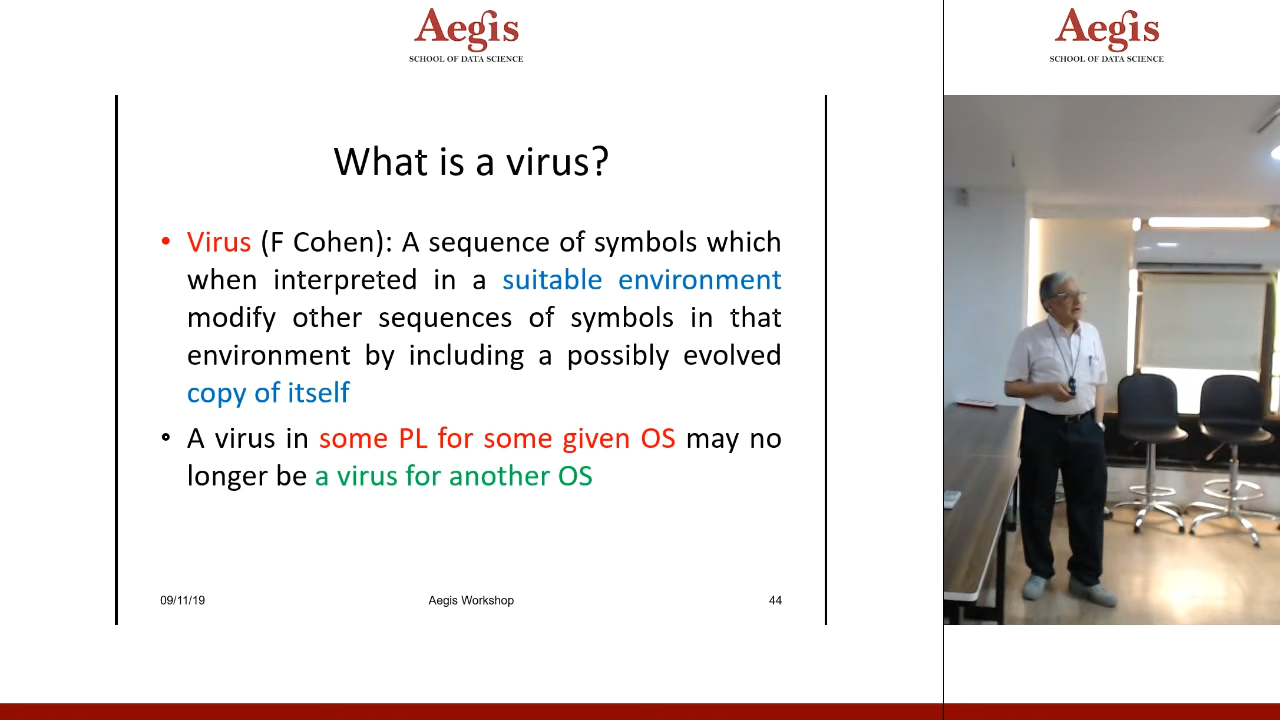 Aegis
SCHOOL OF DATA SCIENCE
Aegis
SCHOOL OF DATA SCIENCE
What is a virus?
• Virus (F Cohen): A sequence of symbols which
when interpreted in a suitable environment
modify other sequences of symbols in that
environment by including a possibly evolved
copy of itself
• A virus in some PL for some given OS may no
longer be a virus for another OS
09/11/19
Aegis Workshop
44